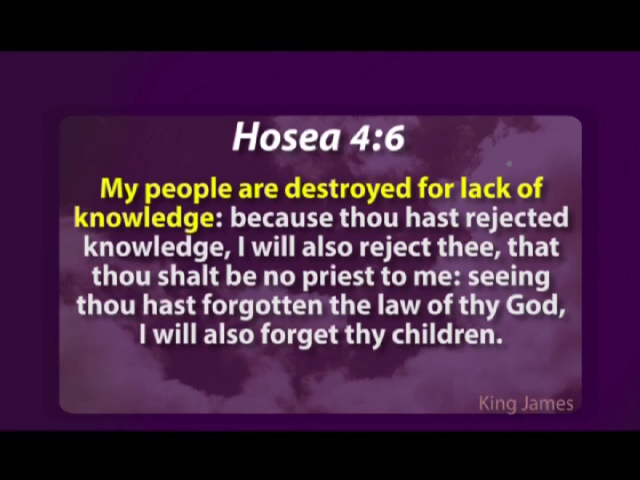 Hosea 4:6
My people are destroyed for lack of
knowledge: because thou hast rejected
knowledge, I will also reject thee, that
thou shalt be no priest to me: seeing
thou hast forgotten the law of thy God,
I will also forget thy children.
King James